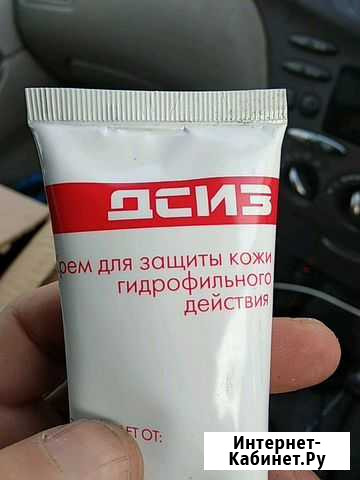 ДСИЗ
рем для защиты кожи
гидрофильного
действия
ЕТ ОТ:
Интернет-
Кабинет.Ру